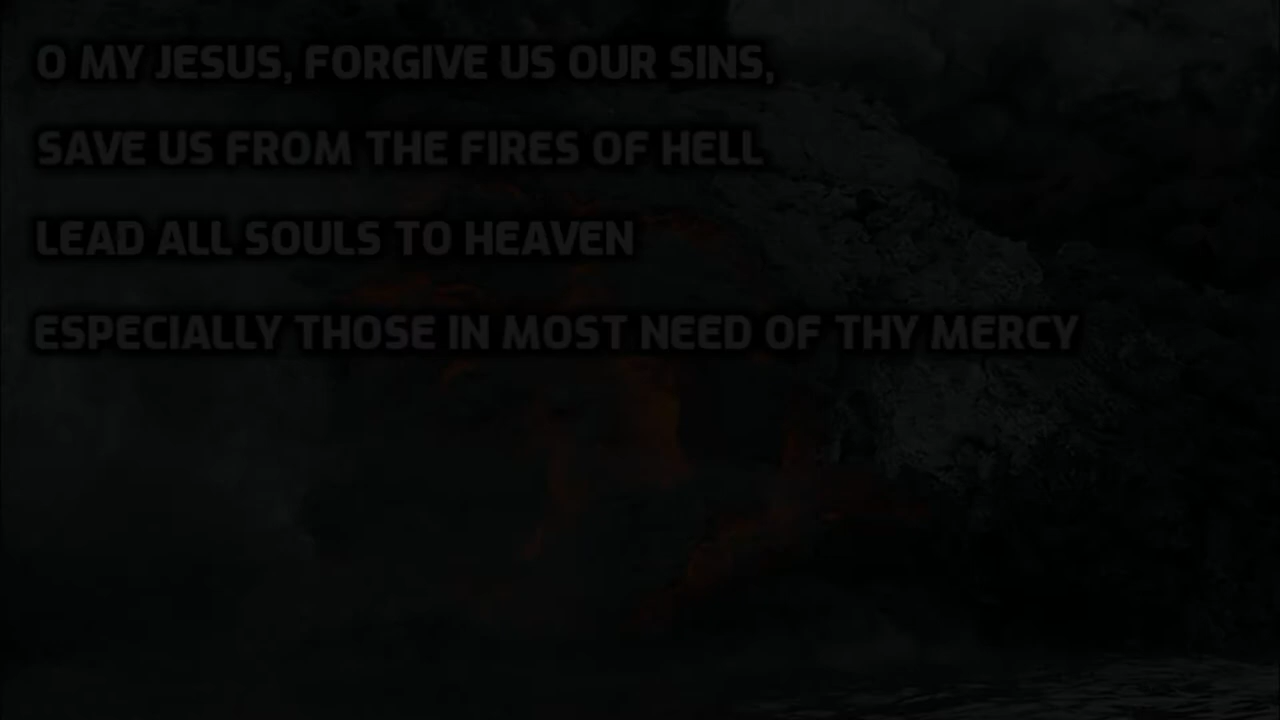 O MY JESUS, FORGIVE US OUR SINS,
SAVE US FROM THE FIRES OF HELL
LEAD ALL SOULS TO HEAVEN
ESPECIALLY THOSE IN MOST NEED OF THY MERCY